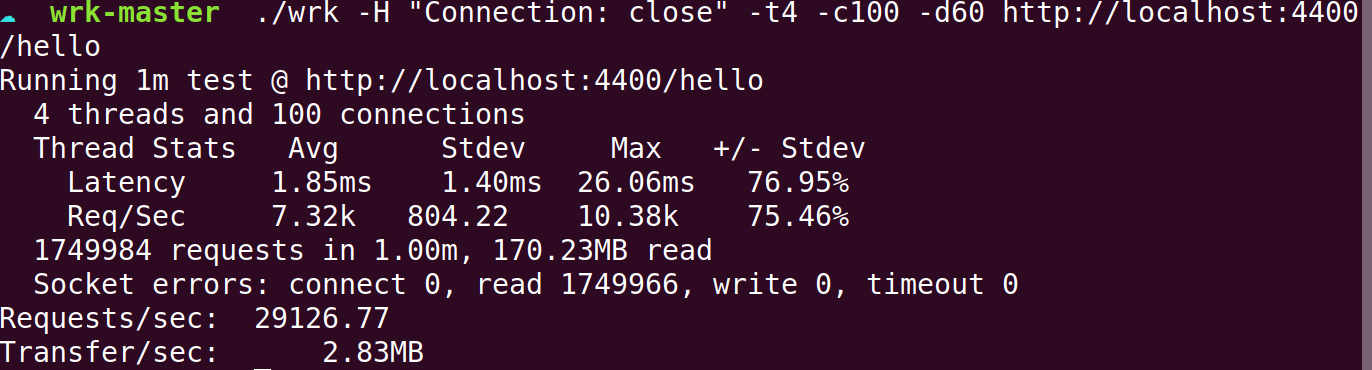 wrk-master ./wrk -H "Connection: close" -t4 -c100 -d60 http://localhost:4400
/hello
Running 1m test @ http://localhost:4400/hello
  4 threads and 100 connections
  Thread Stats   Avg      Stdev     Max   +/- Stdev
    Latency     1.85ms    1.40ms  26.06ms   76.95%
    Req/Sec     7.32k   804.22    10.38k    75.46%
  1749984 requests in 1.00m, 170.23MB read
  Socket errors: connect 0, read 1749966, write 0, timeout 0
Requests/sec:  29126.77
Transfer/sec:      2.83MB